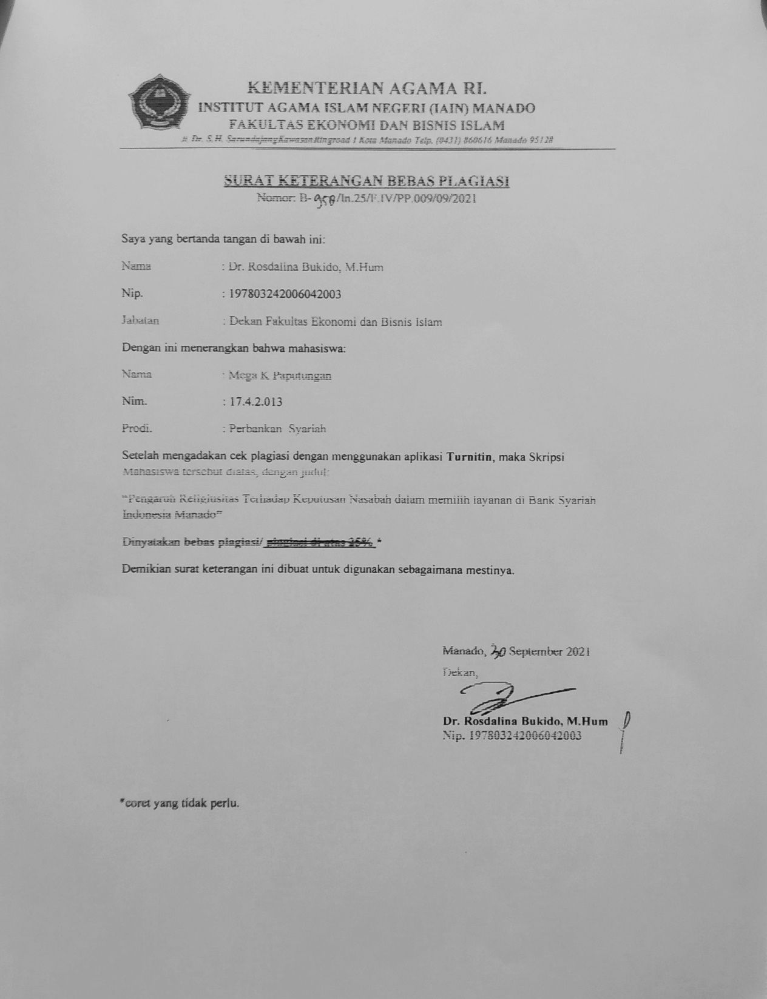 KEMENTERIAN AGAMA RI.
INSTITUT AGAMA ISLAM NEGERI (IAIN) MANADO
FAKULTAS EKONOMI DAN BISNIS ISLAM
Dr. S.H. Sarundajang Kawasan Ringroad I Kota Manado Telp. (0431) 860616 Manado 95128
SURAT KETERANGAN BEBAS PLAGIASI
Nomor: B-958/In.25/F.IV/PP.009/09/2021
Saya yang bertanda tangan di bawah ini:
Nama : Dr. Rosdalina Bukido, M.Hum
Nip. : 197803242006042003
Jabatan : Dekan Fakultas Ekonomi dan Bisnis Islam
Dengan ini menerangkan bahwa mahasiswa:
Nama : Mega K Paputungan
Nim. : 17.4.2.013
Prodi. : Perbankan Syariah
Setelah mengadakan cek plagiasi dengan menggunakan aplikasi Turnitin, maka Skripsi
Mahasiswa tersebut diatas, dengan judul:
"Pengaruh Religiusitas Terhadap Keputusan Nasabah dalam memilih layanan di Bank Syariah
Indonesia Manado"
Dinyatakan bebas plagiasi/ plagiasi di atas 25% *
Demikian surat keterangan ini dibuat untuk digunakan sebagaimana mestinya.
Manado, September 2021
Dekan,
Dr. Rosdalina Bukido, M.Hum
Nip. 197803242006042003
*coret yang tidak perlu.